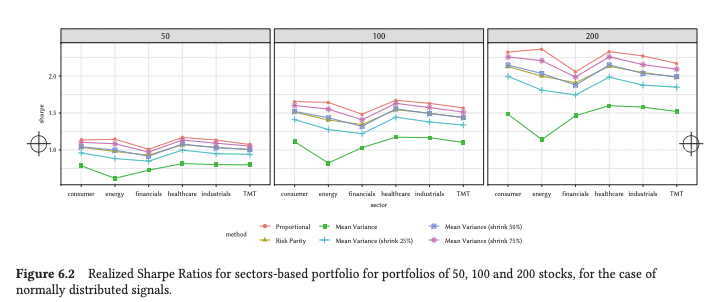 50 100 200
2.0
1.5
1.0
sharpe
consumer energy financials healthcare industrials TMT consumer energy financials healthcare industrials TMT consumer energy financials healthcare industrials TMT
sector
method
Proportional Mean Variance Mean Variance (shrink 50%)
Risk Parity Mean Variance (shrink 25%) Mean Variance (shrink 75%)
Figure 6.2 Realized Sharpe Ratios for sectors-based portfolio for portfolios of 50, 100 and 200 stocks, for the case of
normally distributed signals.